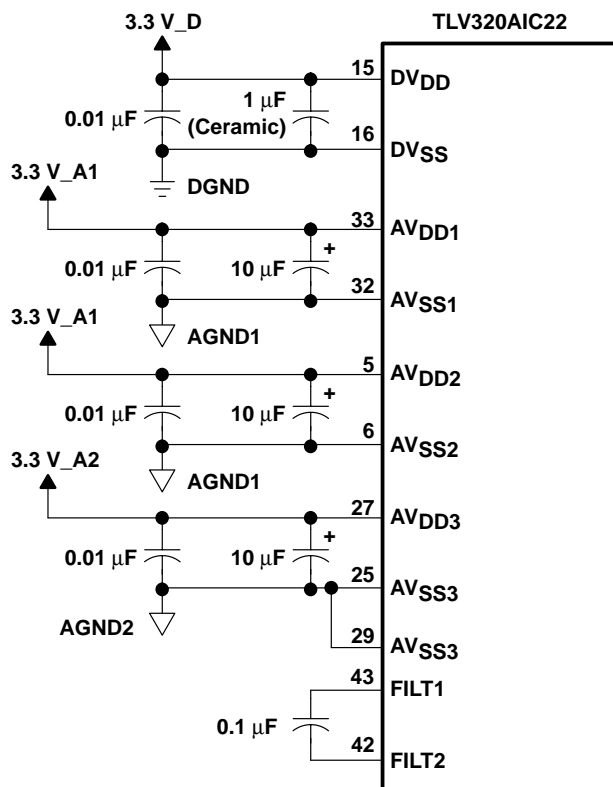 3.3 V_D
TLV320AIC22
15
DVDD
0.01 μF
1 μF
(Ceramic)
16
DVSS
DGND
3.3 V_A1
33
AVDD1
0.01 μF
10 μF
+
32
AVSS1
AGND1
3.3 V_A1
5
AVDD2
0.01 μF
10 μF
+
6
AVSS2
AGND1
3.3 V_A2
27
AVDD3
0.01 μF
10 μF
+
25
AVSS3
AGND2
29
AVSS3
43
FILT1
0.1 μF
42
FILT2